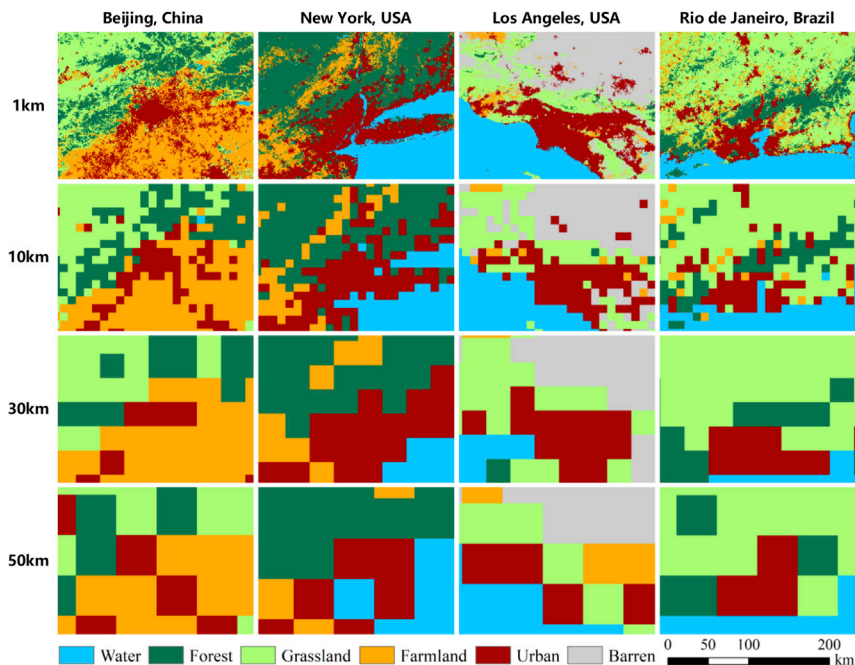 Beijing, China New York, USA Los Angeles, USA Rio de Janeiro, Brazil
1km
10km
30km
50km
Water Forest Grassland Farmland Urban Barren 0 50 100 200
km